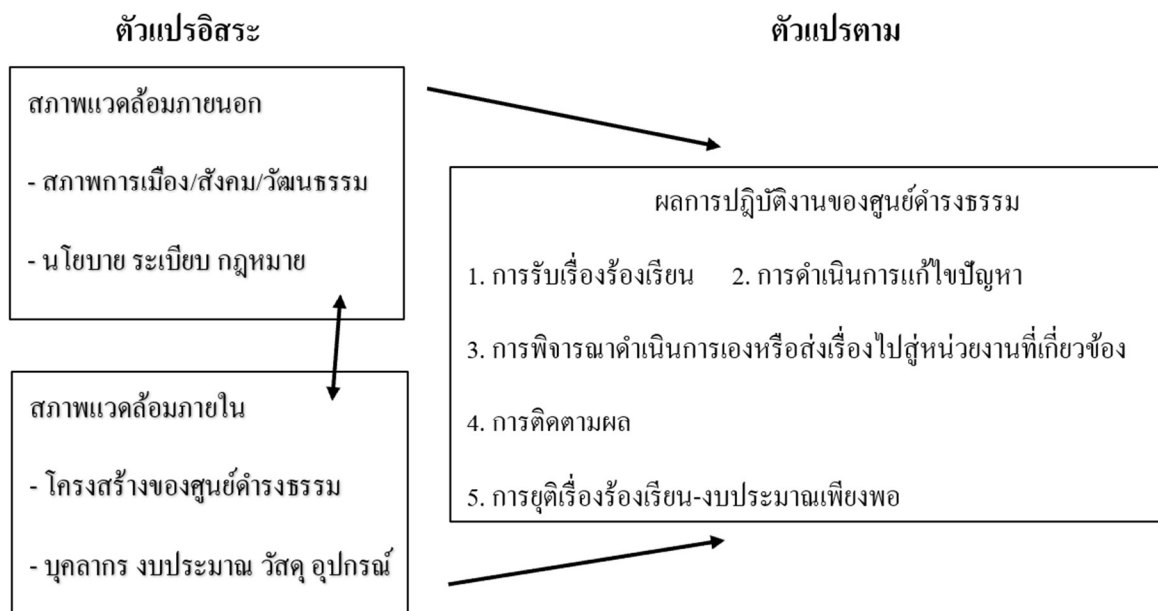 ตัวแปรอิสระ
สภาพแวดล้อมภายนอก
- สภาพการเมือง/สังคม/วัฒนธรรม
- นโยบาย ระเบียบ กฎหมาย
สภาพแวดล้อมภายใน
- โครงสร้างของศูนย์ดำรงธรรม
- บุคลากร งบประมาณ วัสดุ อุปกรณ์
ตัวแปรตาม
ผลการปฎิบัติงานของศูนย์ดำรงธรรม
1. การรับเรื่องร้องเรียน 2. การดำเนินการแก้ไขปัญหา
3. การพิจารณาดำเนินการเองหรือส่งเรื่องไปสู่หน่วยงานที่เกี่ยวข้อง
4. การติดตามผล
5. การยุติเรื่องร้องเรียน-งบประมาณเพียงพอ